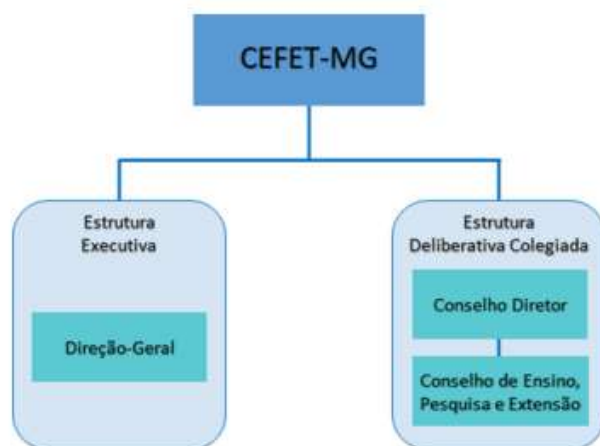 CEFET-MG
Estrutura
Executiva
Direção-Geral
Estrutura
Deliberativa Colegiada
Conselho Diretor
Conselho de Ensino,
Pesquisa e Extensão